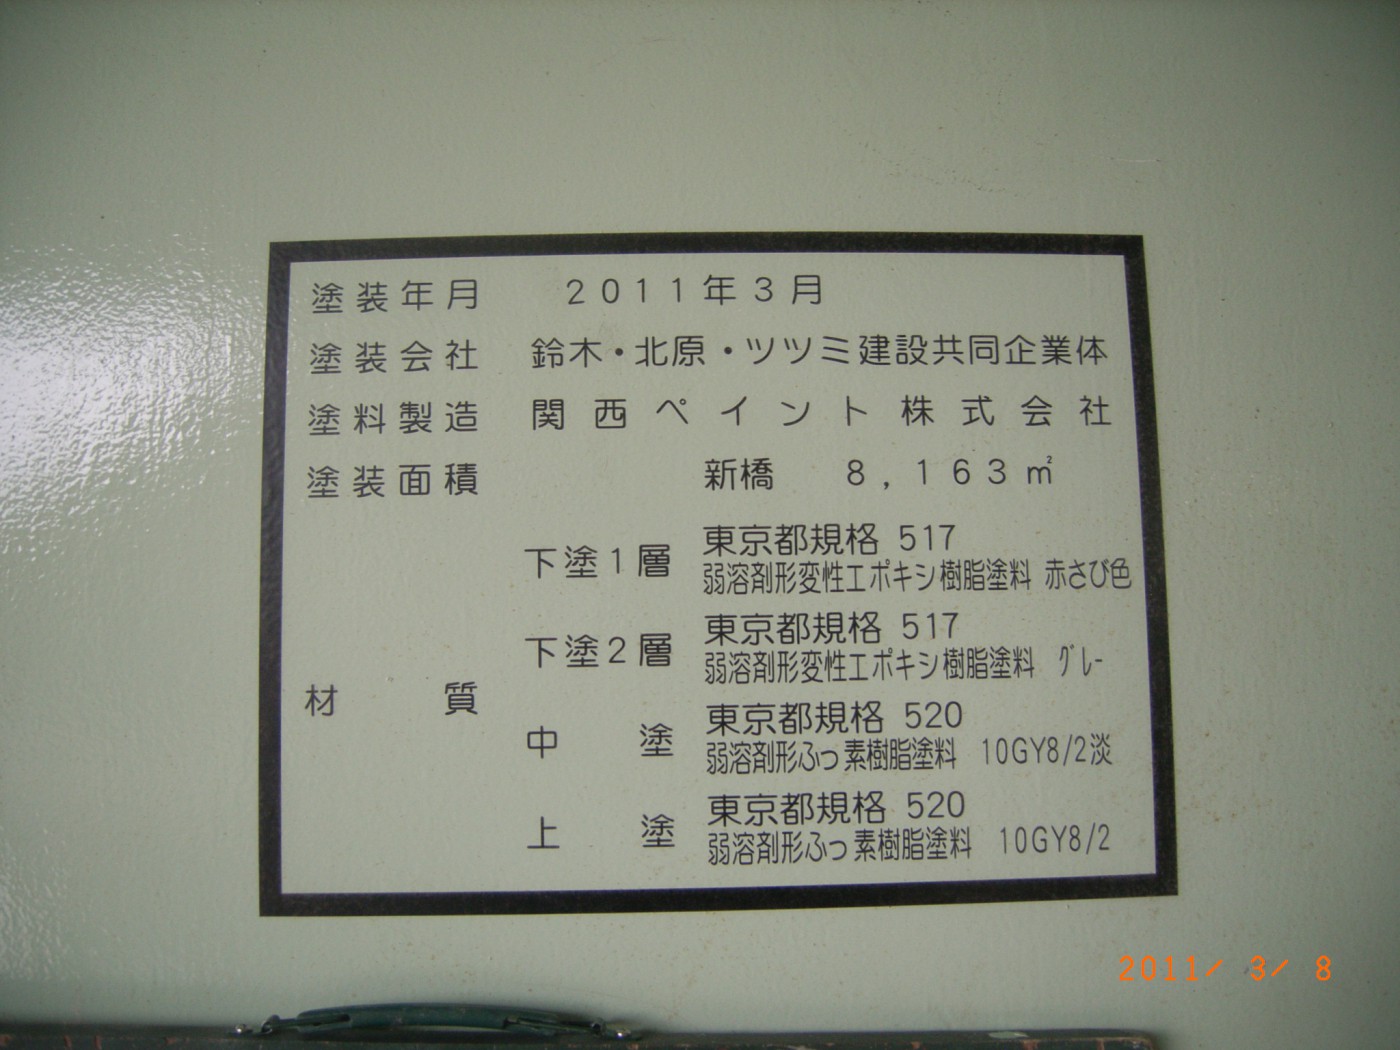 塗装年月 2011年3月
塗装会社 鈴木・北原・ツツミ建設共同企業体
塗料製造 関西ペイント株式会社
塗装面積 新橋 8,163㎡
材質
下塗1層 東京都規格 517
弱溶剤形変性エポキシ樹脂塗料 赤さび色
下塗2層 東京都規格 517
弱溶剤形変性エポキシ樹脂塗料 ｸﾞﾚｰ
中塗 東京都規格 520
弱溶剤形ふっ素樹脂塗料 10GY8/2淡
上塗 東京都規格 520
弱溶剤形ふっ素樹脂塗料 10GY8/2
2011/ 3/ 8